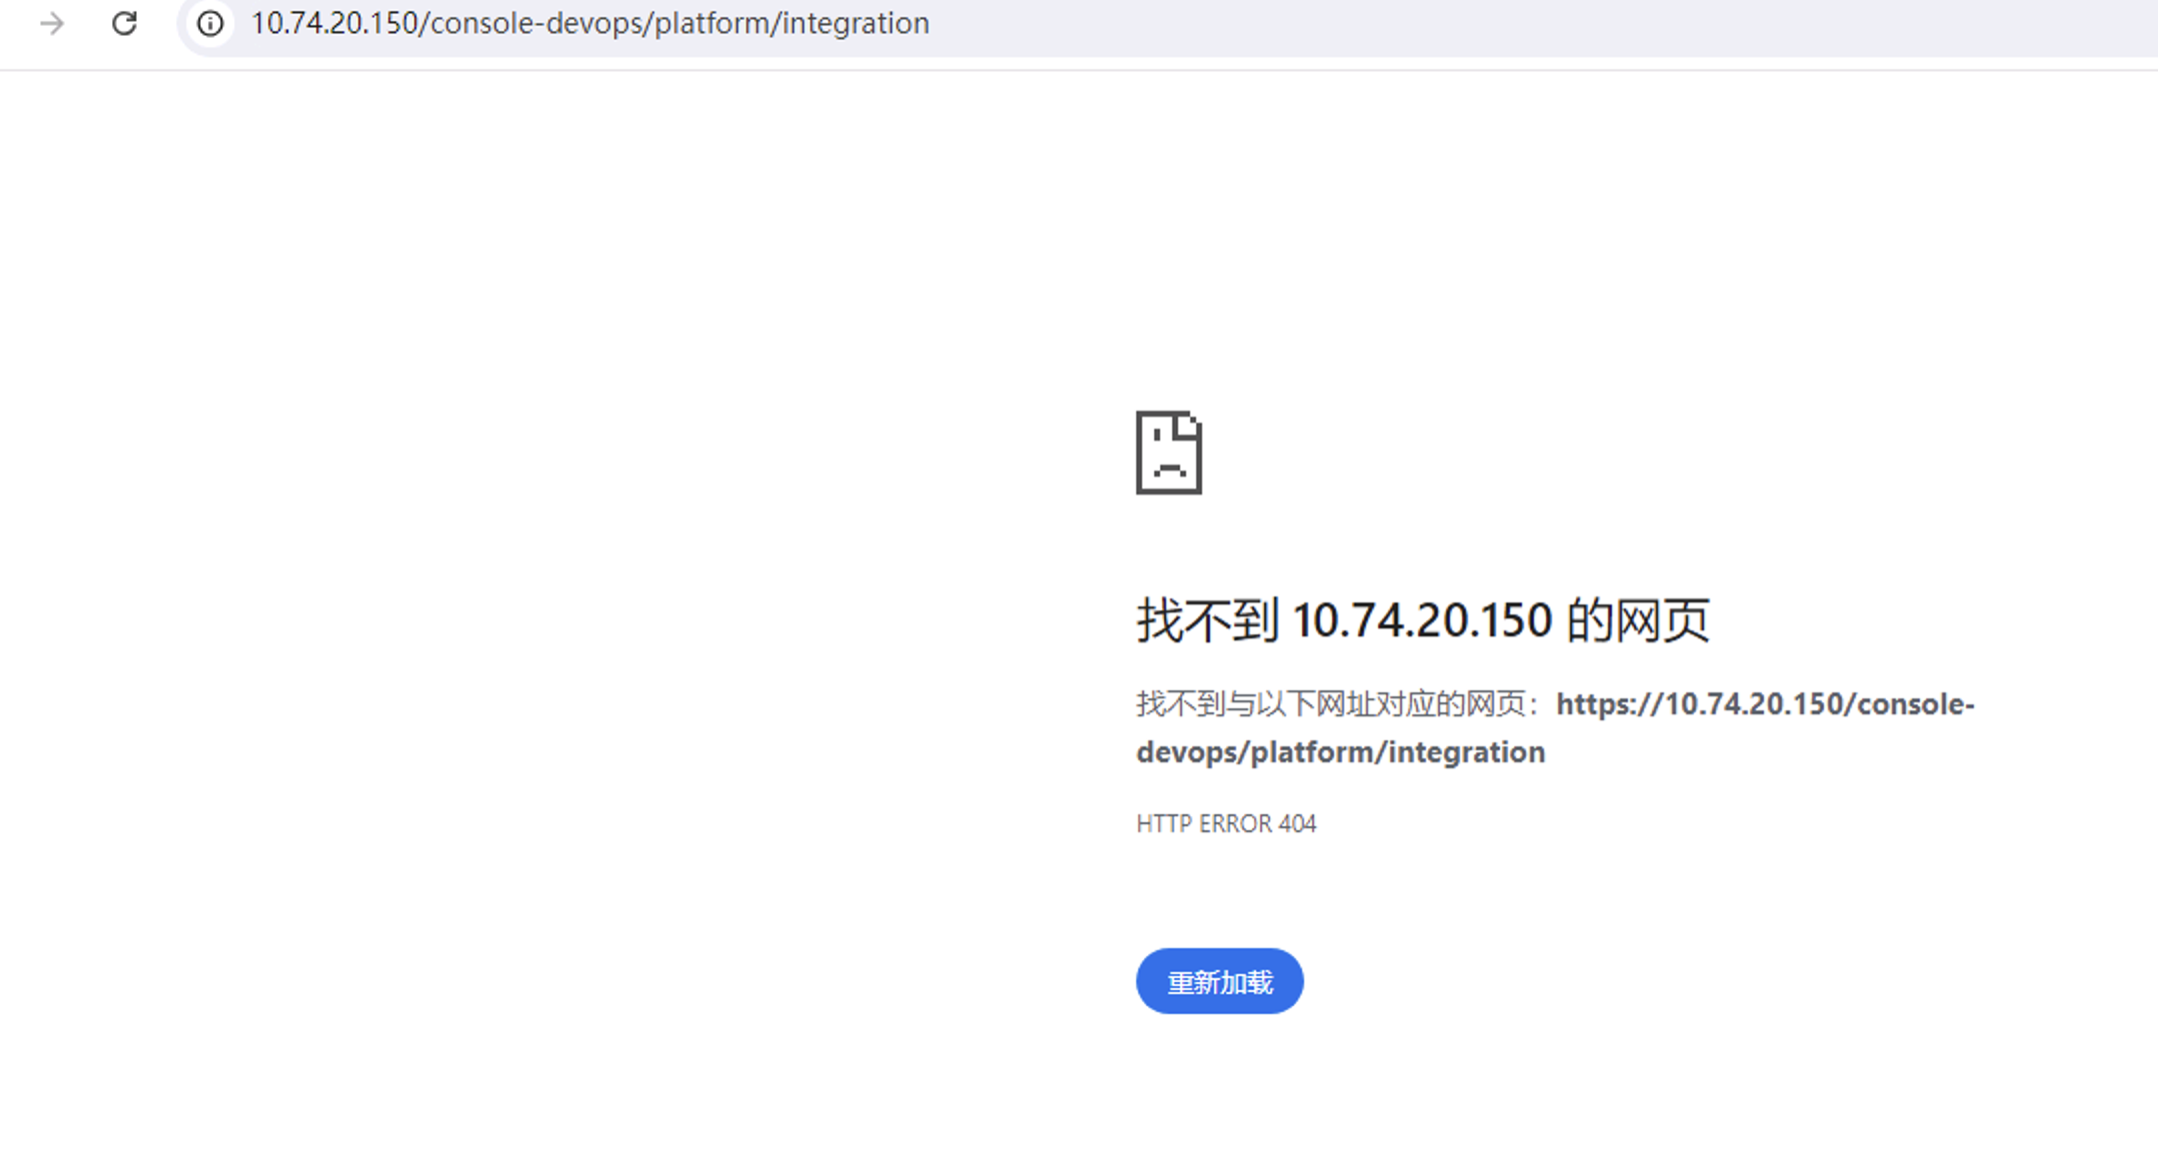 10.74.20.150/console-devops/platform/integration
找不到 10.74.20.150 的网页
找不到与以下网址对应的网页：https://10.74.20.150/console-
devops/platform/integration
HTTP ERROR 404
重新加载